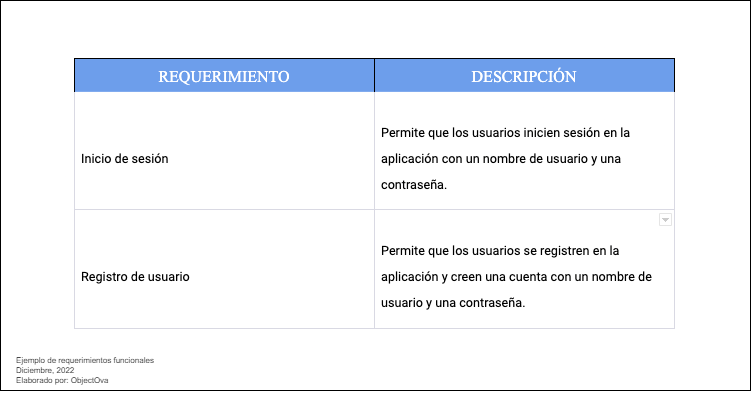 REQUERIMIENTO
DESCRIPCIÓN
Inicio de sesión
Permite que los usuarios inicien sesión en la
aplicación con un nombre de usuario y una
contraseña.
Registro de usuario
Permite que los usuarios se registren en la
aplicación y creen una cuenta con un nombre de
usuario y una contraseña.
Ejemplo de requerimientos funcionales
Diciembre, 2022
Elaborado por: ObjectOva